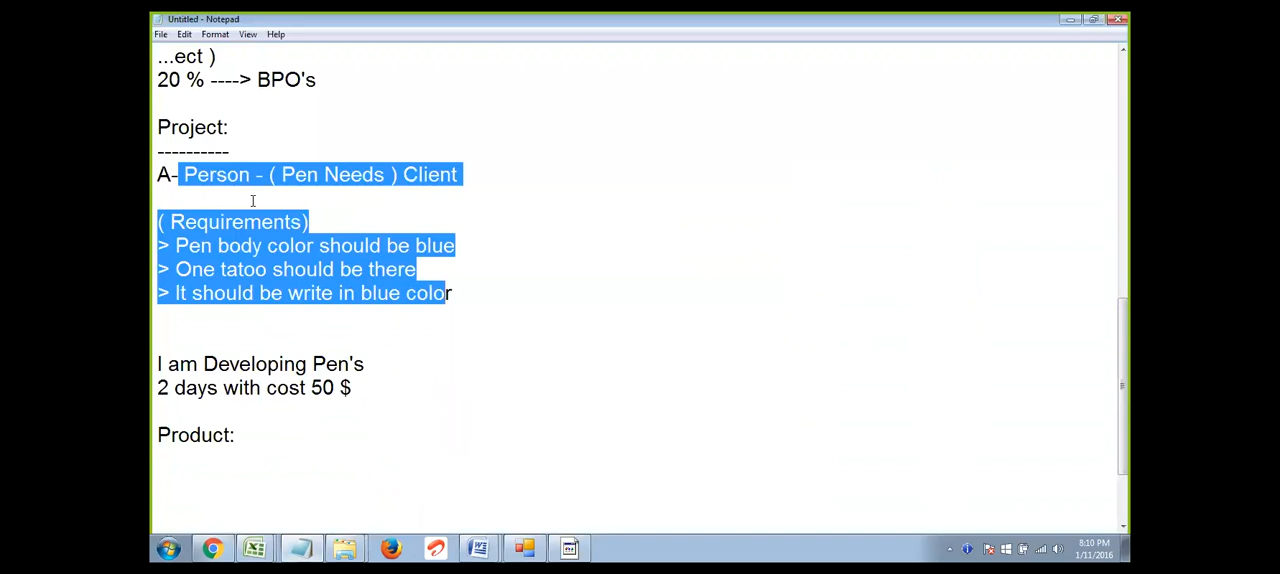 Untitled - Notepad
File Edit Format View Help
...ect )
20 % ----> BPO's
Project:
----------
A- Person - ( Pen Needs ) Client
( Requirements)
> Pen body color should be blue
> One tatoo should be there
> It should be write in blue color
I am Developing Pen's
2 days with cost 50 $
Product:
8:10 PM
1/11/2016